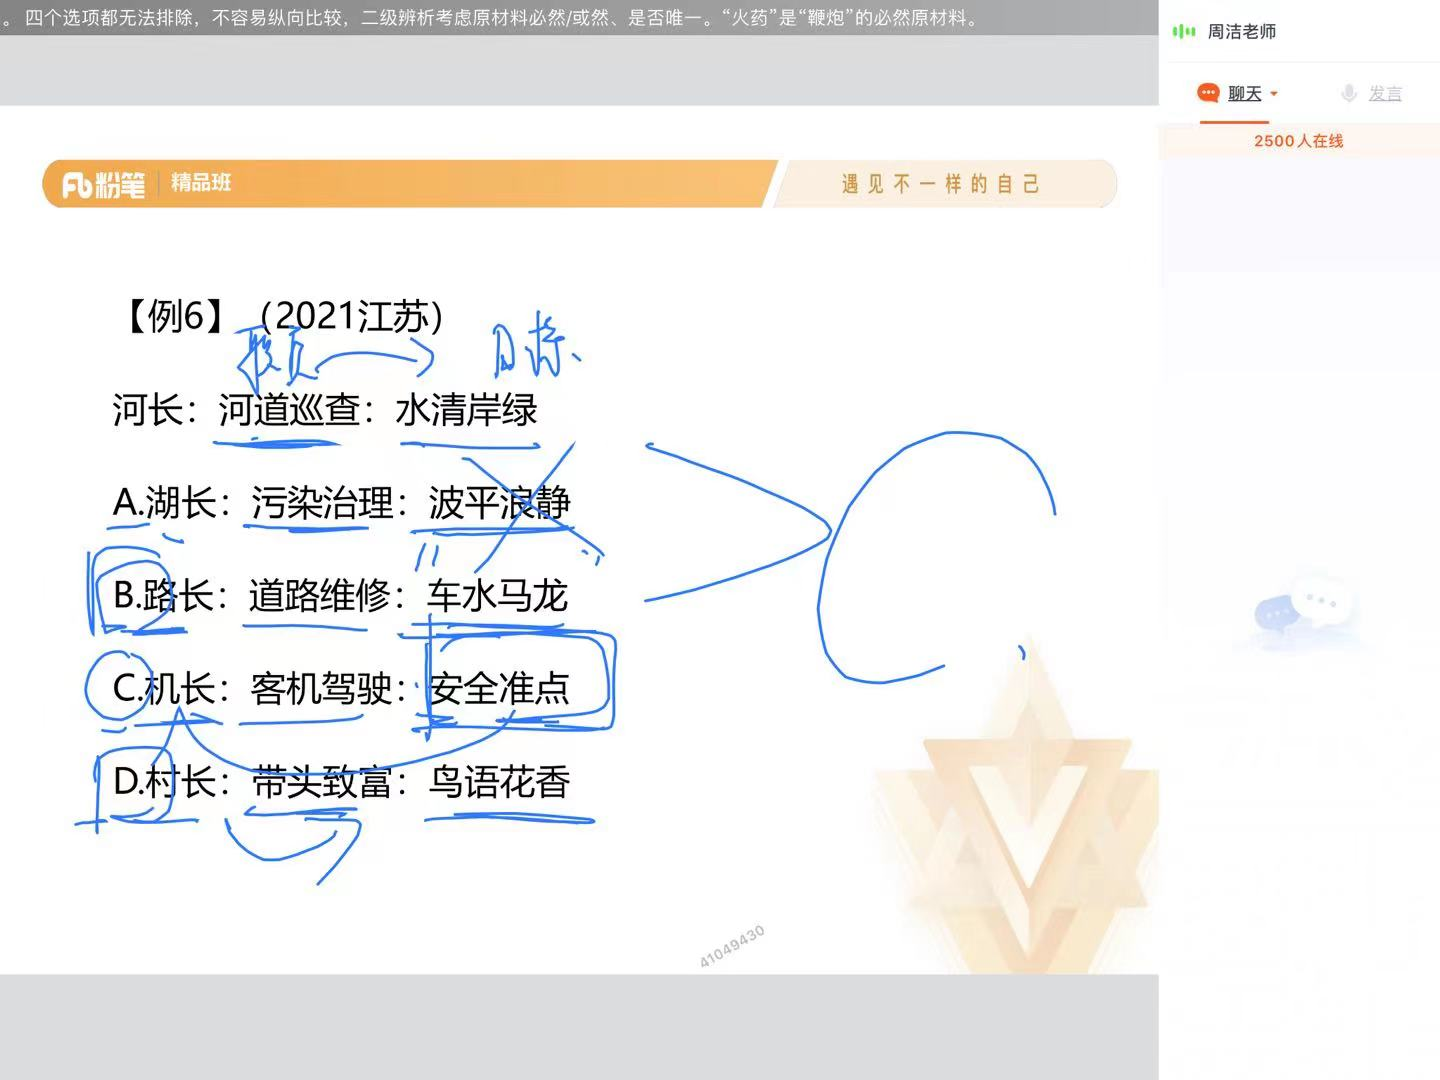 。四个选项都无法排除，不容易纵向比较，二级辨析考虑原材料必然/或然、是否唯一。“火药”是“鞭炮”的必然原材料。
周洁老师
聊天
发言
2500人在线
粉笔 精品班
遇见不一样的自己
【例6】（2021江苏）
职责 目标
河长：河道巡查：水清岸绿
A.湖长：污染治理：波平浪静
B.路长：道路维修：车水马龙
C.机长：客机驾驶：安全准点
D.村长：带头致富：鸟语花香
41049430